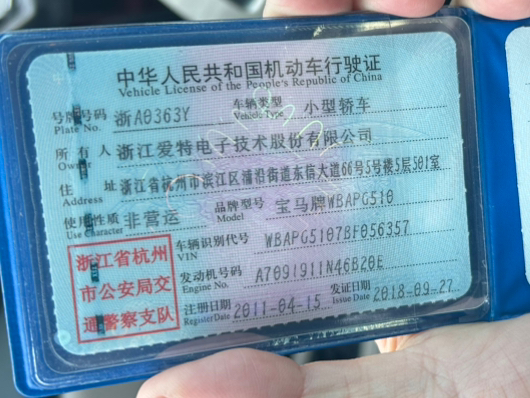 中华人民共和国机动车行驶证
Vehicle License of the People's Republic of China
号牌号码 浙A0363Y 车辆类型 小型轿车
Plate No. Vehicle Type
所有人 浙江爱特电子技术股份有限公司
Owner
住址 浙江省杭州市滨江区浦沿街道东信大道66号5号楼5层501室
Address
使用性质 非营运 品牌型号 宝马牌WBAPG510
Use Character Model
浙江省杭州
市公安局交
通警察支队
车辆识别代号 WBAPG5107BF056357
VIN
发动机号码 A7091911N46B20E
Engine No.
注册日期 2011-04-15 发证日期 2018-09-27
Register Date Issue Date